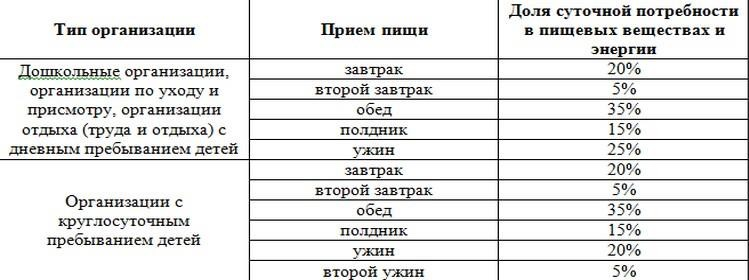 Тип организации
Прием пищи
Доля суточной потребности
в пищевых веществах и
энергии
Дошкольные организации,
организации по уходу и
присмотру, организации
отдыха (труда и отдыха) с
дневным пребыванием детей
завтрак 20%
второй завтрак 5%
обед 35%
полдник 15%
ужин 25%
Организации с
круглосуточным
пребыванием детей
завтрак 20%
второй завтрак 5%
обед 35%
полдник 15%
ужин 20%
второй ужин 5%